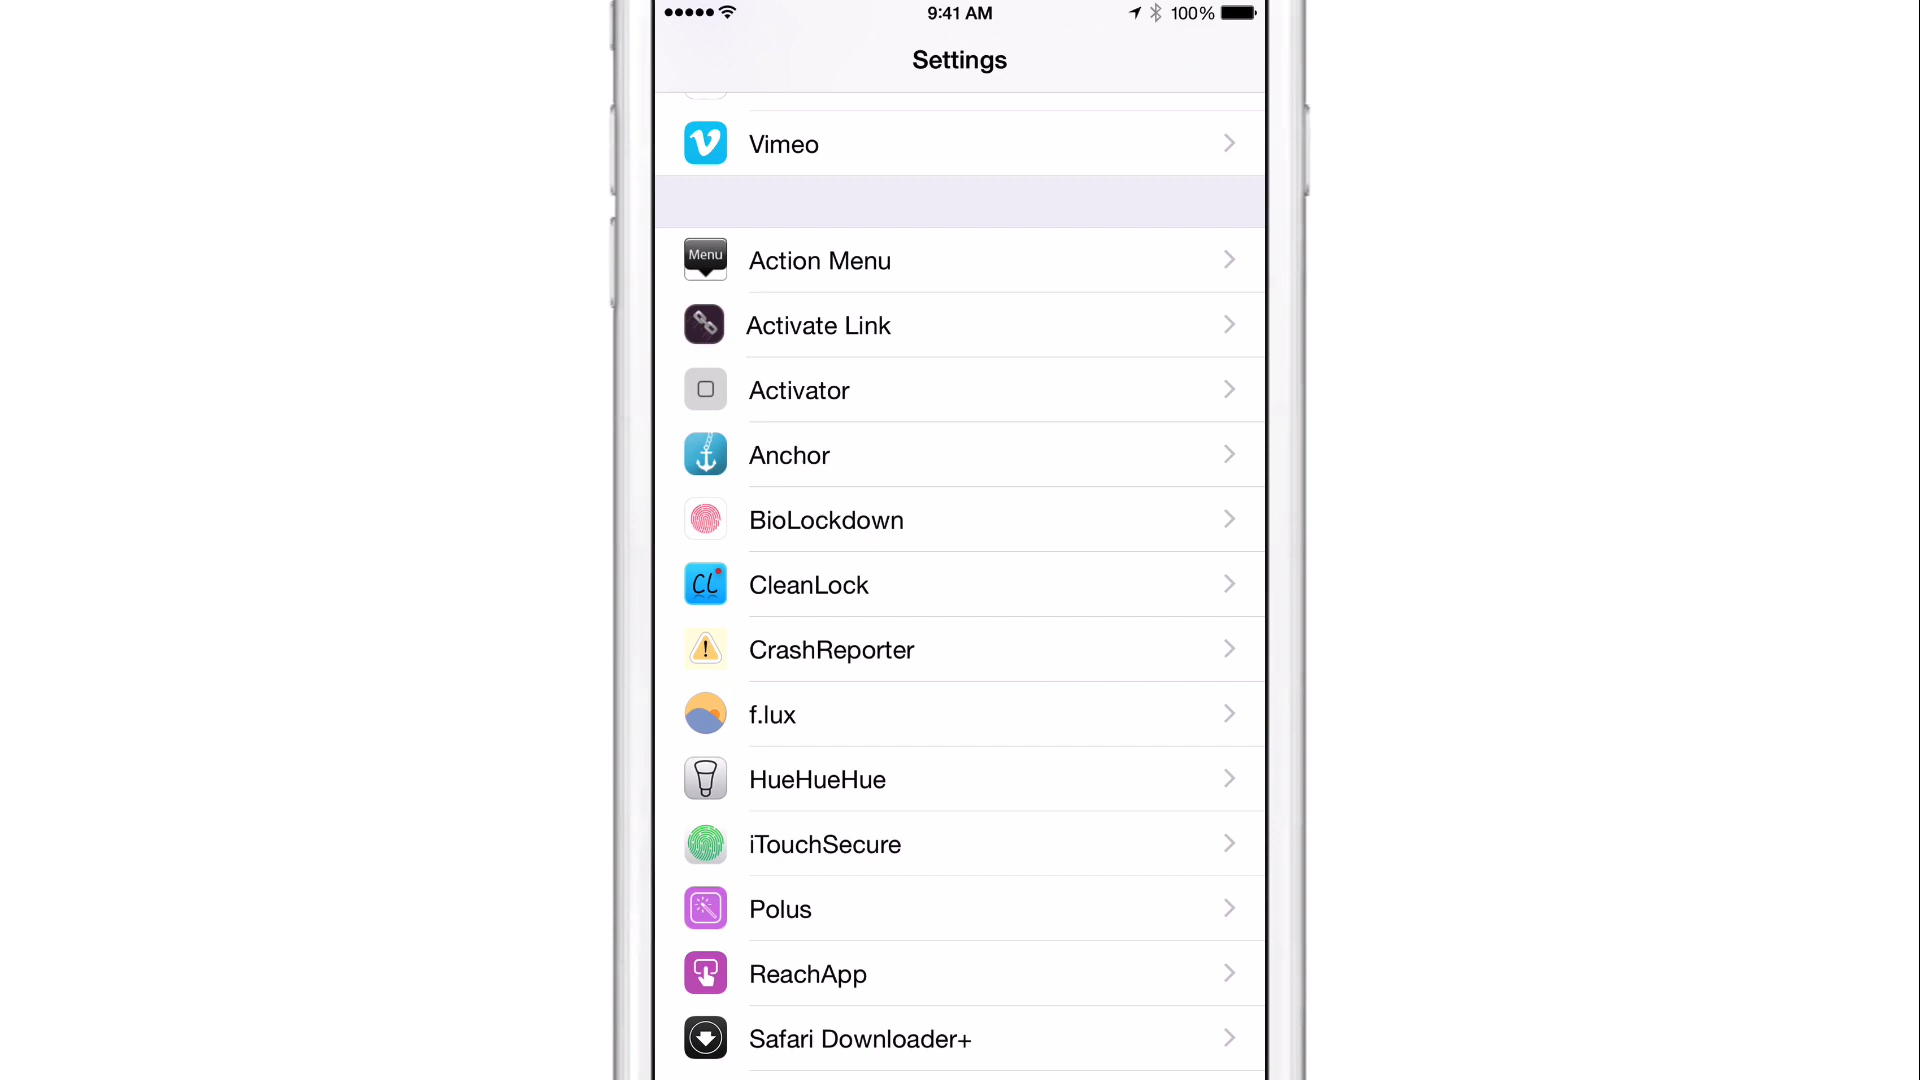 9:41 AM
100%
Settings
Vimeo
Menu
Action Menu
Activate Link
Activator
Anchor
BioLockdown
CL
CleanLock
CrashReporter
f.lux
HueHueHue
iTouchSecure
Polus
ReachApp
Safari Downloader+